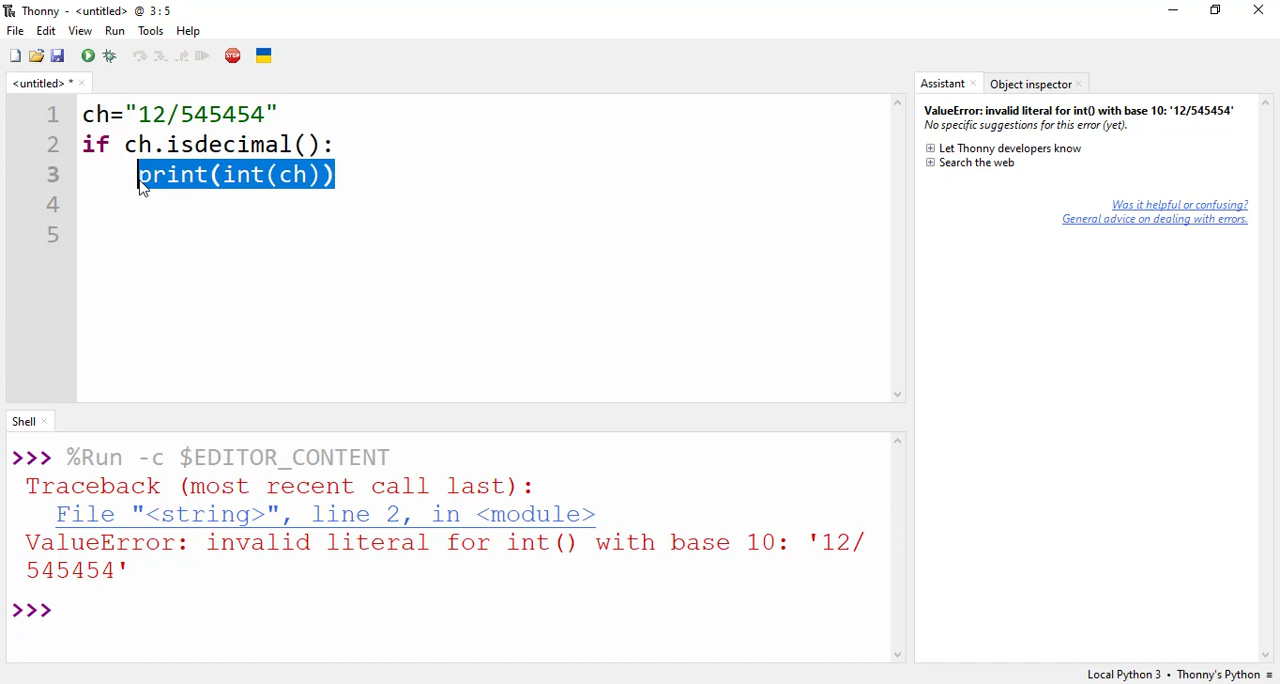 Thonny - <untitled> @ 3:5
File Edit View Run Tools Help
STOP
<untitled> *
1 ch="12/545454"
2 if ch.isdecimal():
3     print(int(ch))
4
5
Shell
>>> %Run -c $EDITOR_CONTENT
Traceback (most recent call last):
  File "<string>", line 2, in <module>
ValueError: invalid literal for int() with base 10: '12/
545454'
>>>
Assistant Object inspector
ValueError: invalid literal for int() with base 10: '12/545454'
No specific suggestions for this error (yet).
Let Thonny developers know
Search the web
Was it helpful or confusing?
General advice on dealing with errors.
Local Python 3 • Thonny's Python ≡